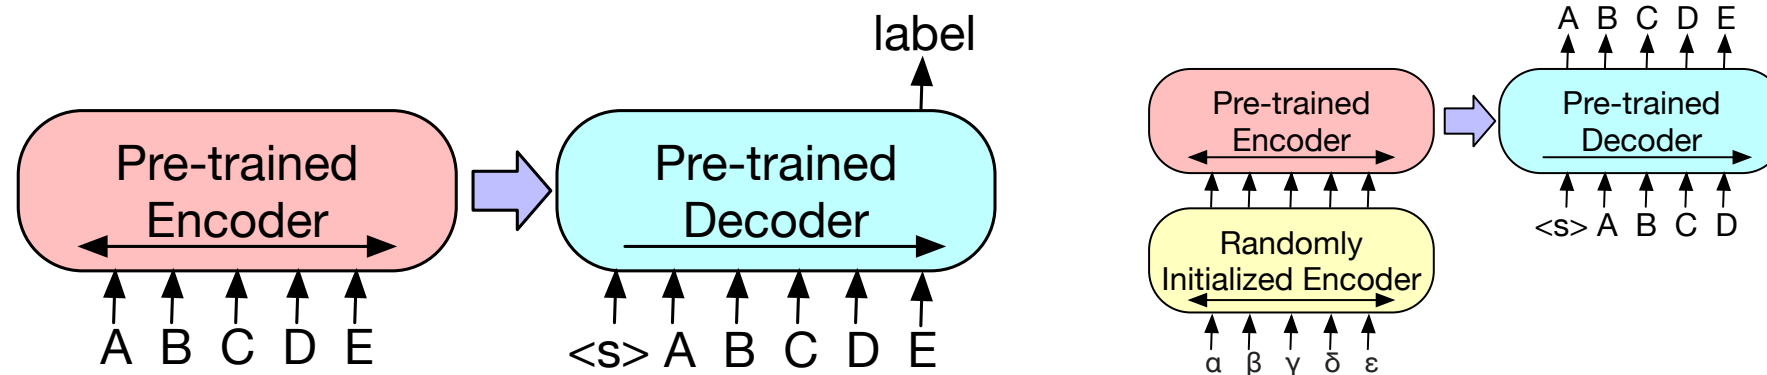 label
Pre-trained
Encoder
Pre-trained
Decoder
A B C D E
<s> A B C D E
A B C D E
Pre-trained
Encoder
Pre-trained
Decoder
<s> A B C D
Randomly
Initialized Encoder
α β γ δ ε